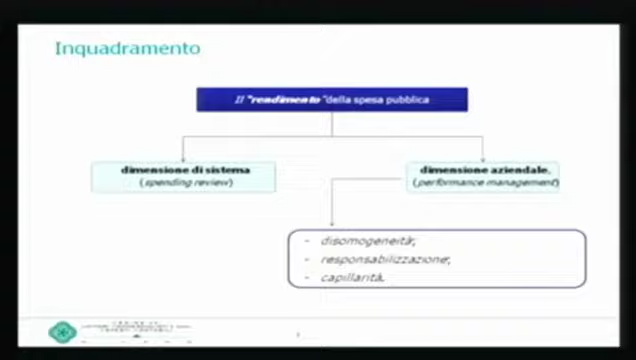 Inquadramento
Il "rendimento" della spesa pubblica
dimensione di sistema
(spending review)
dimensione aziendale,
(performance management)
- disomogeneità;
- responsabilizzazione;
- capillarità.